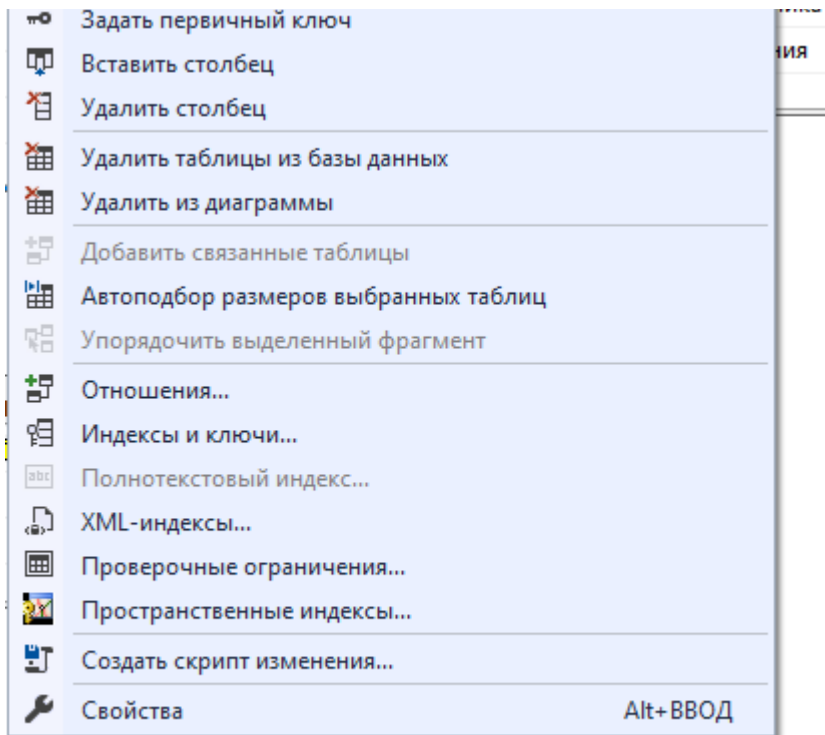 Задать первичный ключ
ния
Вставить столбец
Удалить столбец
Удалить таблицы из базы данных
Удалить из диаграммы
Добавить связанные таблицы
Автоподбор размеров выбранных таблиц
Упорядочить выделенный фрагмент
Отношения...
Индексы и ключи...
abc
Полнотекстовый индекс...
XML-индексы...
Проверочные ограничения...
Пространственные индексы...
Создать скрипт изменения...
Свойства Alt+ВВОД